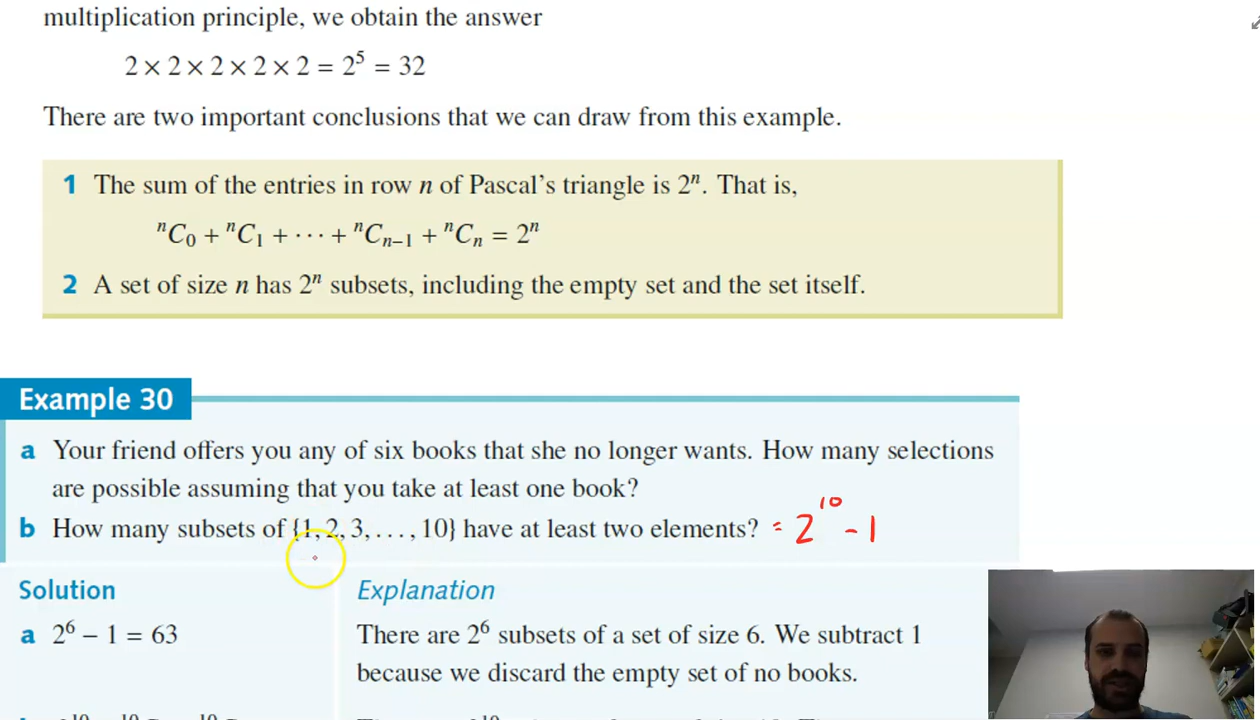 multiplication principle, we obtain the answer
2 × 2 × 2 × 2 × 2 = 2⁵ = 32
There are two important conclusions that we can draw from this example.
1 The sum of the entries in row n of Pascal's triangle is 2ⁿ. That is,
ⁿC₀ + ⁿC₁ + ⋯ + ⁿCₙ₋₁ + ⁿCₙ = 2ⁿ
2 A set of size n has 2ⁿ subsets, including the empty set and the set itself.
Example 30
a Your friend offers you any of six books that she no longer wants. How many selections
are possible assuming that you take at least one book?
b How many subsets of {1, 2, 3, . . . , 10} have at least two elements? = 2¹⁰ - 1
Solution Explanation
a 2⁶ – 1 = 63 There are 2⁶ subsets of a set of size 6. We subtract 1
because we discard the empty set of no books.